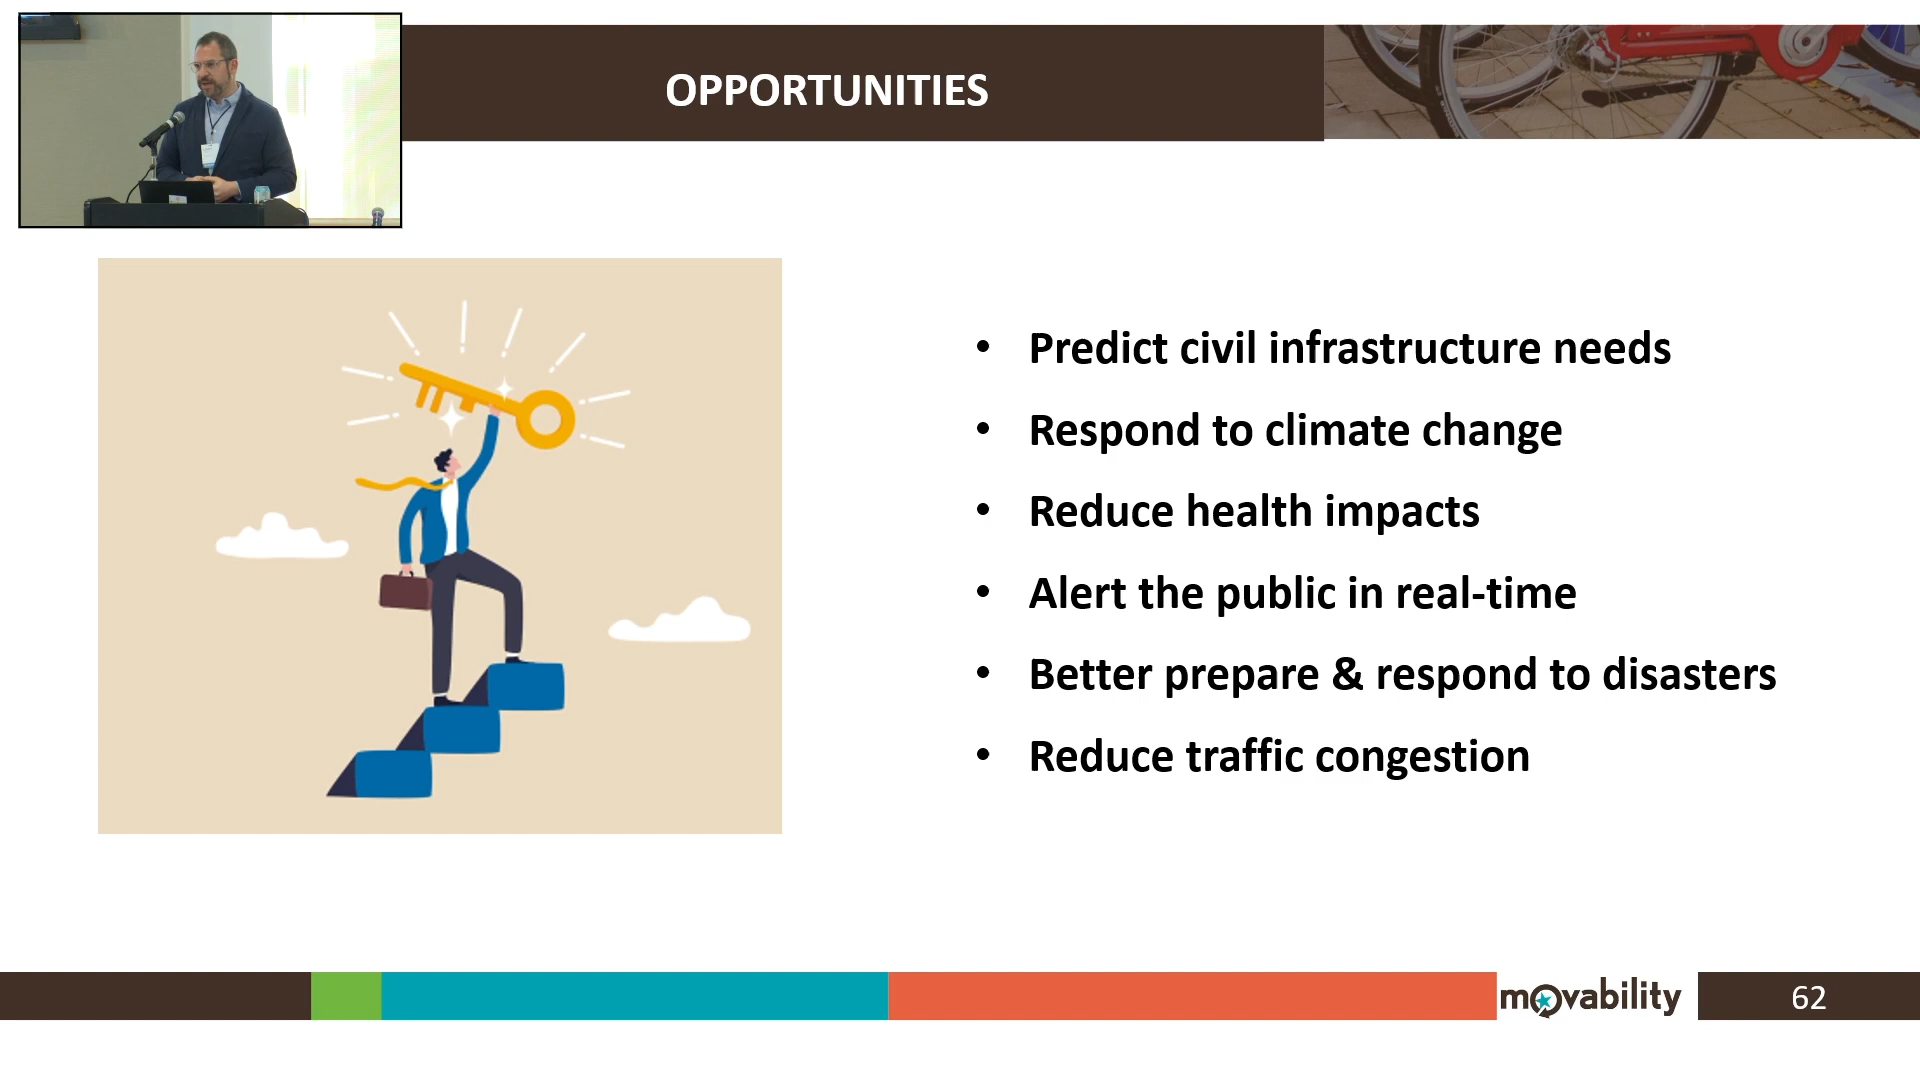 OPPORTUNITIES
• Predict civil infrastructure needs
• Respond to climate change
• Reduce health impacts
• Alert the public in real-time
• Better prepare & respond to disasters
• Reduce traffic congestion
movability
62